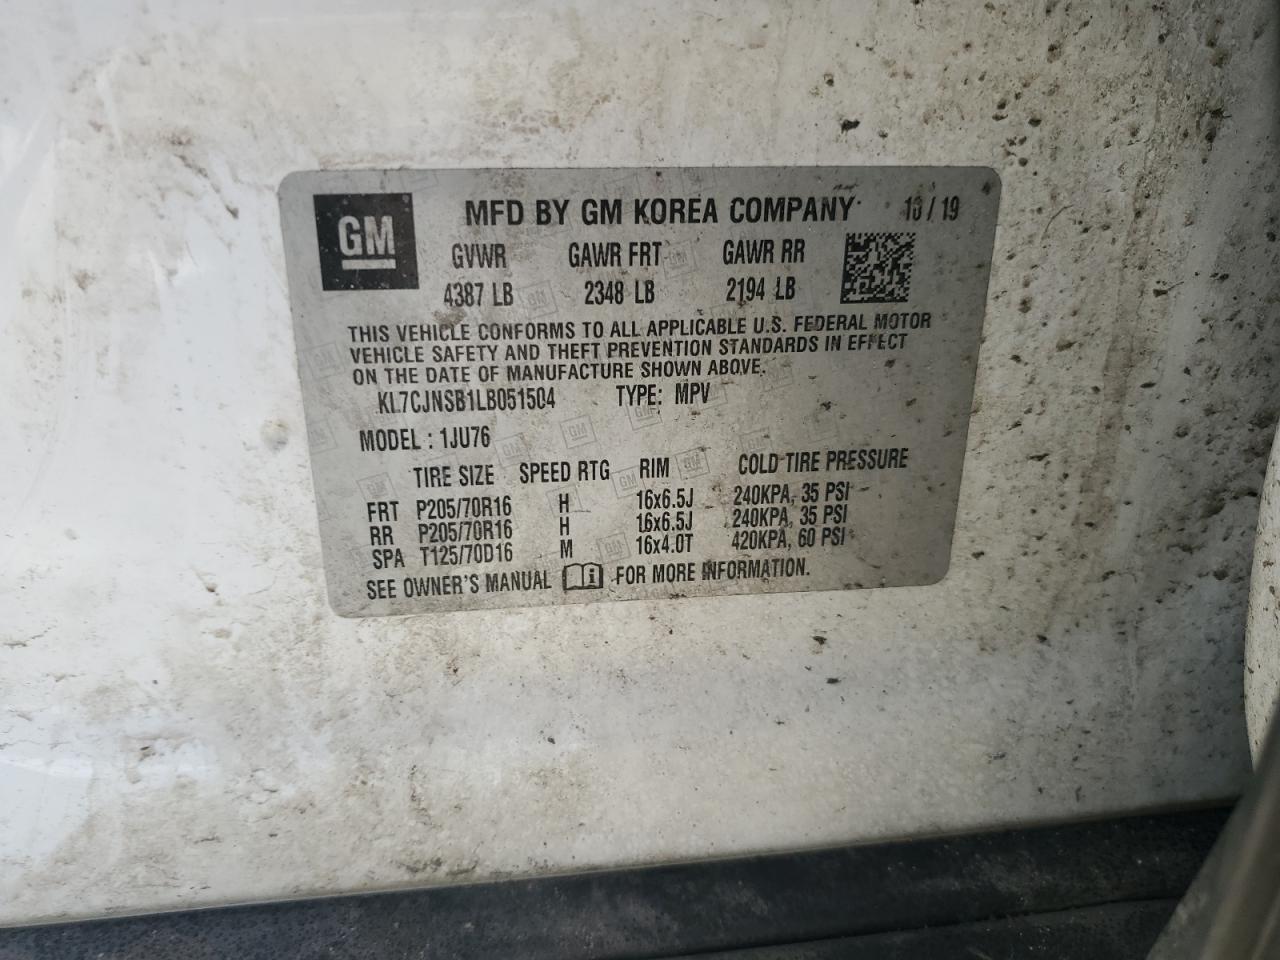 GM
MFD BY GM KOREA COMPANY 10/19
GVWR GAWR FRT GAWR RR
4387 LB 2348 LB 2194 LB
THIS VEHICLE CONFORMS TO ALL APPLICABLE U.S. FEDERAL MOTOR
VEHICLE SAFETY AND THEFT PREVENTION STANDARDS IN EFFECT
ON THE DATE OF MANUFACTURE SHOWN ABOVE.
KL7CJNSB1LB051504 TYPE: MPV
MODEL : 1JU76
TIRE SIZE SPEED RTG RIM COLD TIRE PRESSURE
FRT P205/70R16 H 16x6.5J 240KPA, 35 PSI
RR P205/70R16 H 16x6.5J 240KPA, 35 PSI
SPA T125/70D16 M 16x4.0T 420KPA, 60 PSI
SEE OWNER'S MANUAL FOR MORE INFORMATION.